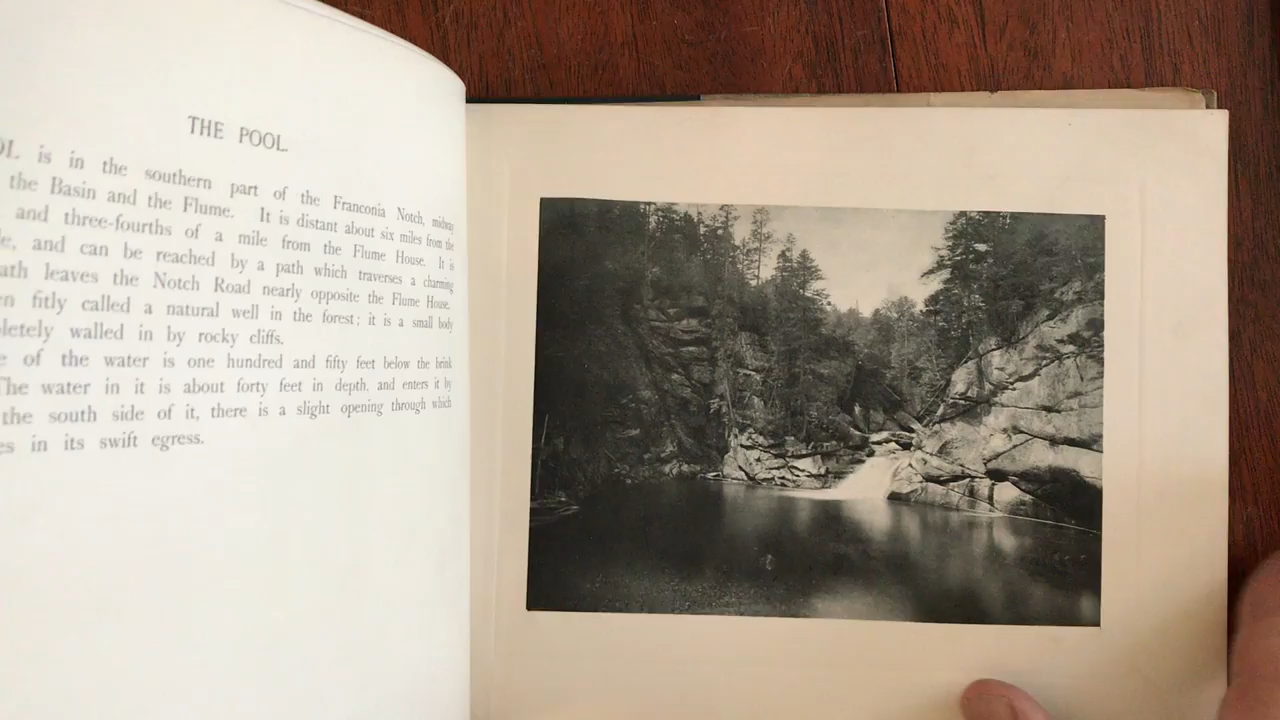 THE POOL.
OL is in the southern part of the Franconia Notch, midway
the Basin and the Flume. It is distant about six miles from the
and three-fourths of a mile from the Flume House. It is
and can be reached by a path which traverses a charming
ath leaves the Notch Road nearly opposite the Flume House.
en fitly called a natural well in the forest; it is a small body
pletely walled in by rocky cliffs.
e of the water is one hundred and fifty feet below the brink
The water in it is about forty feet in depth, and enters it by
the south side of it, there is a slight opening through which
es in its swift egress.